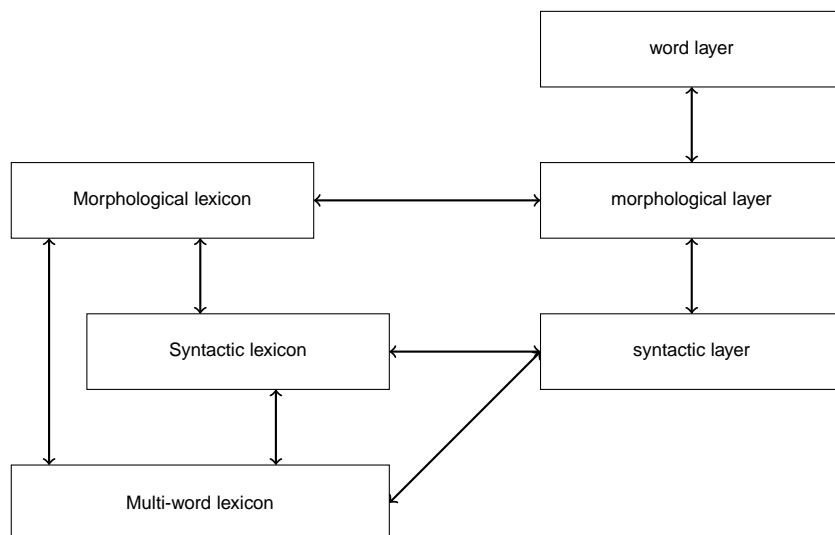 word layer
Morphological lexicon
morphological layer
Syntactic lexicon
syntactic layer
Multi-word lexicon